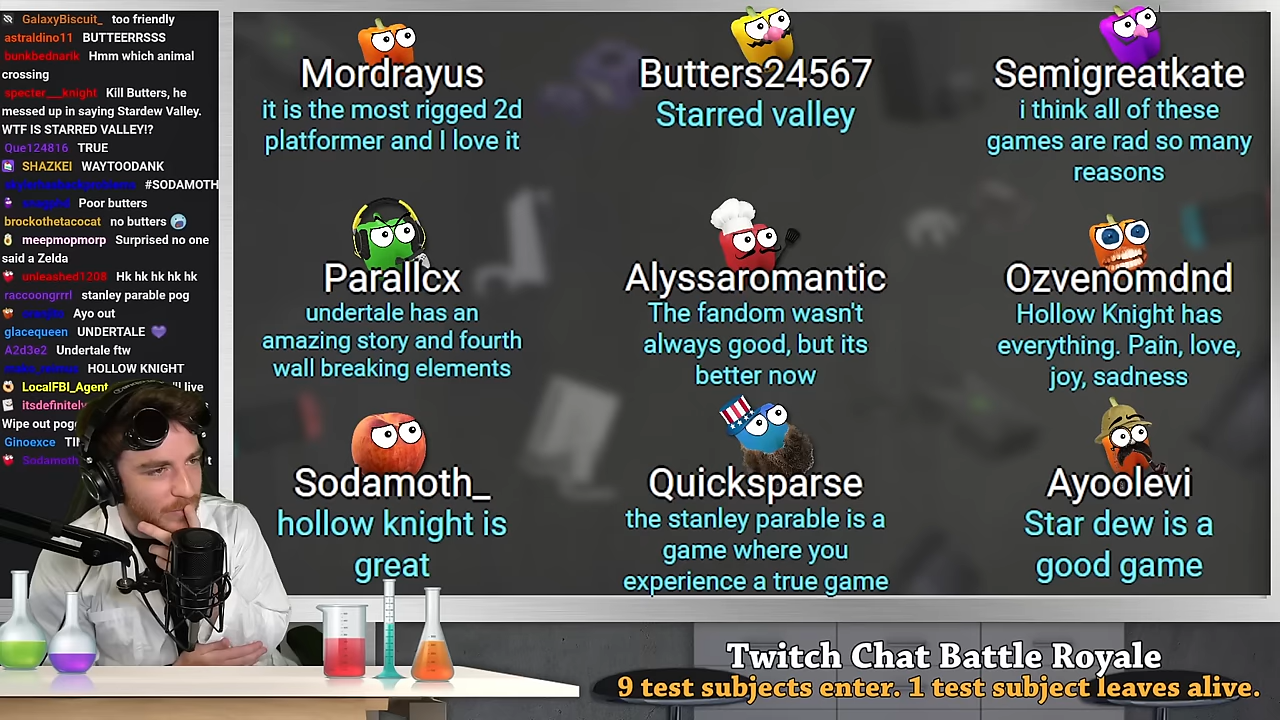 GalaxyBiscuit_ too friendly
astraldino11 BUTTEERRSSS
bunkbednarik Hmm which animal
crossing
specter__knight Kill Butters, he
messed up in saying Stardew Valley.
WTF IS STARRED VALLEY!?
Que124816 TRUE
SHAZKEI WAYTOODANK
#SODAMOTH
Poor butters
brockothetacocat no butters
meepmopmorp Surprised no one
said a Zelda
unleashed1208 Hk hk hk hk hk
raccoongrrrl stanley parable pog
Ayo out
glacequeen UNDERTALE
A2d3e2 Undertale ftw
HOLLOW KNIGHT
LocalFBI_Agent live
itsdefinitely
Wipe out
Ginoexce
Sodamoth
Mordrayus
it is the most rigged 2d
platformer and I love it
Butters24567
Starred valley
Semigreatkate
i think all of these
games are rad so many
reasons
Parallcx
undertale has an
amazing story and fourth
wall breaking elements
Alyssaromantic
The fandom wasn't
always good, but its
better now
Ozvenomdnd
Hollow Knight has
everything. Pain, love,
joy, sadness
Sodamoth_
hollow knight is
great
Quicksparse
the stanley parable is a
game where you
experience a true game
Ayoolevi
Star dew is a
good game
Twitch Chat Battle Royale
9 test subjects enter. 1 test subject leaves alive.